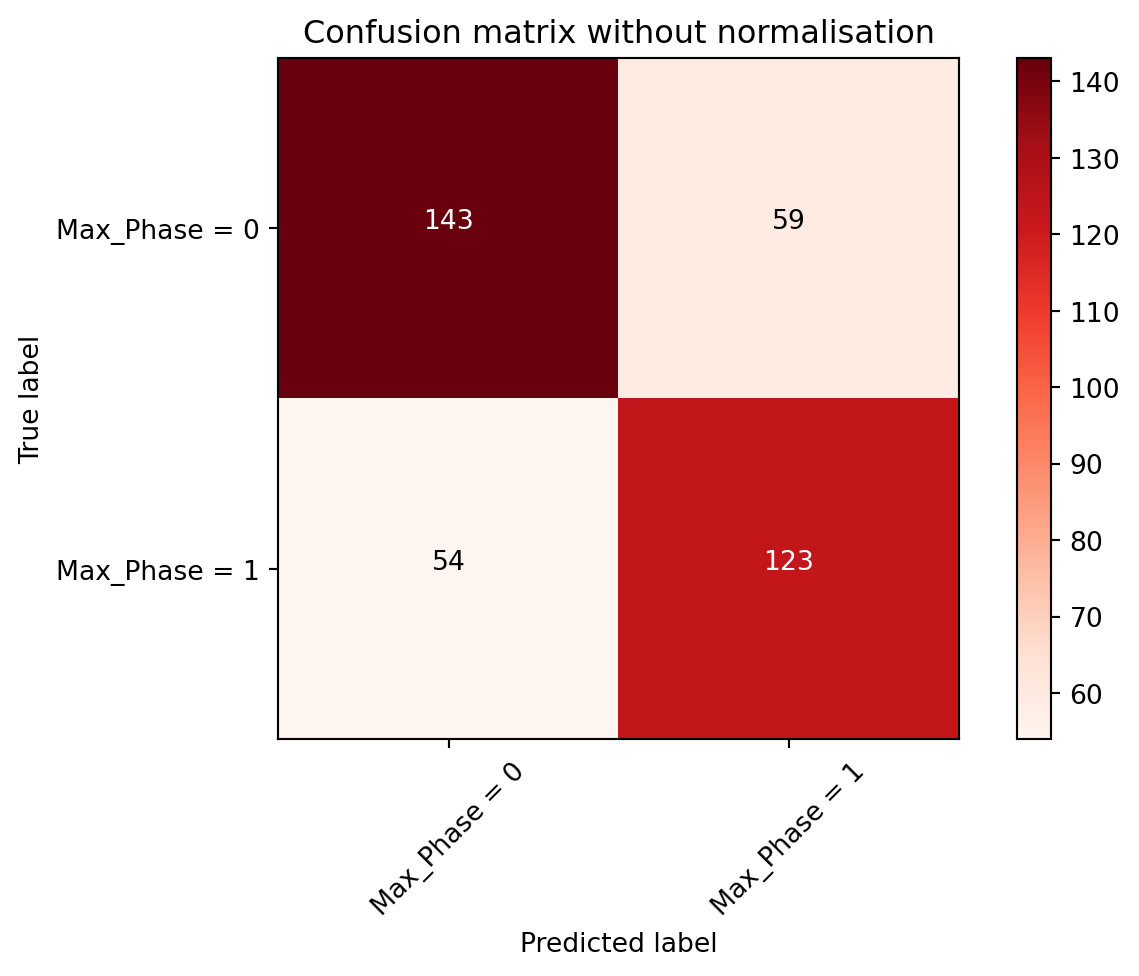 Confusion matrix without normalisation
True label
Max_Phase = 0
Max_Phase = 1
143
59
54
123
Max_Phase = 0
Max_Phase = 1
Predicted label
140
130
120
110
100
90
80
70
60